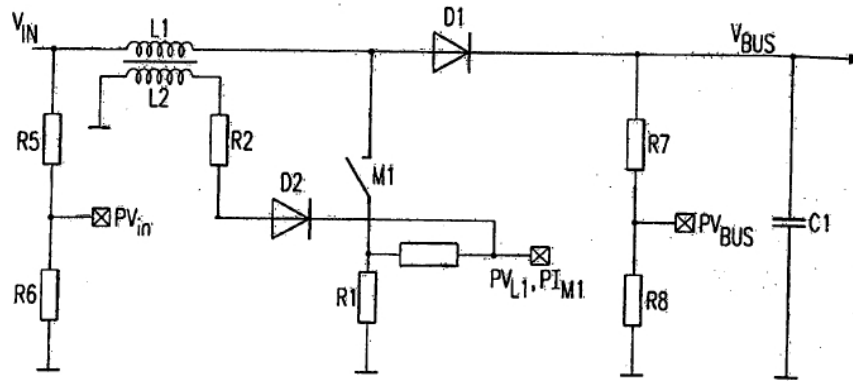 V_IN
L1
D1
V_BUS
L2
R5
R2
M1
R7
D2
PV_in
PV_BUS
C1
R6
R1
PV_L1, PI_M1
R8